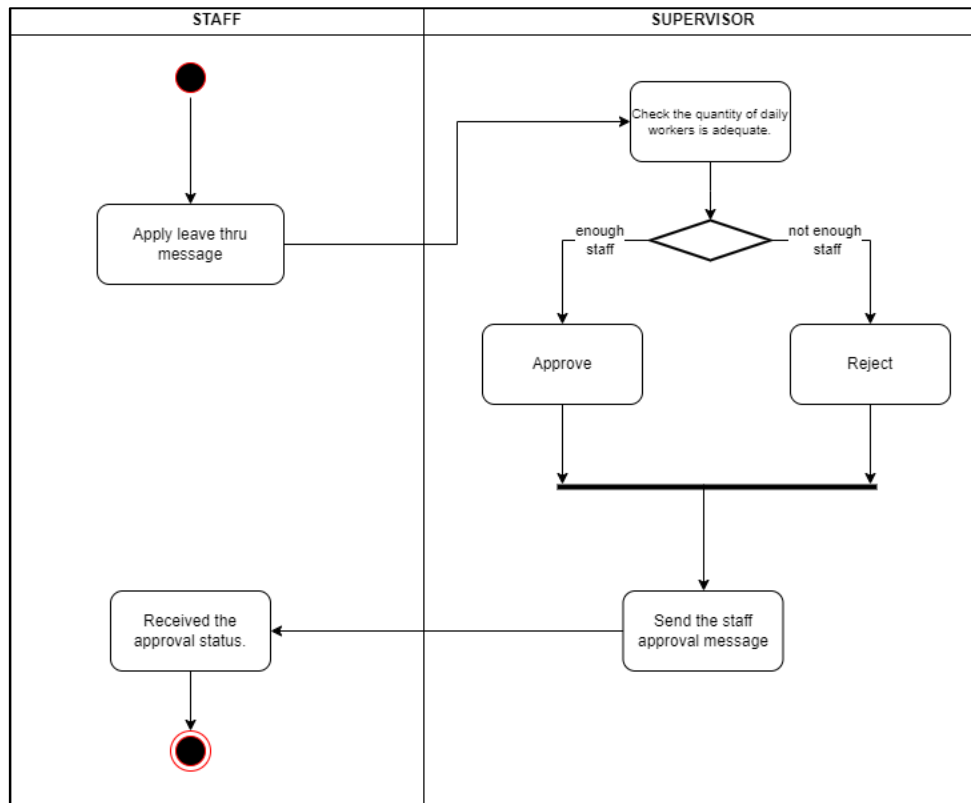 STAFF
SUPERVISOR
Check the quantity of daily
workers is adequate.
Apply leave thru
message
enough
staff
not enough
staff
Approve
Reject
Received the
approval status.
Send the staff
approval message